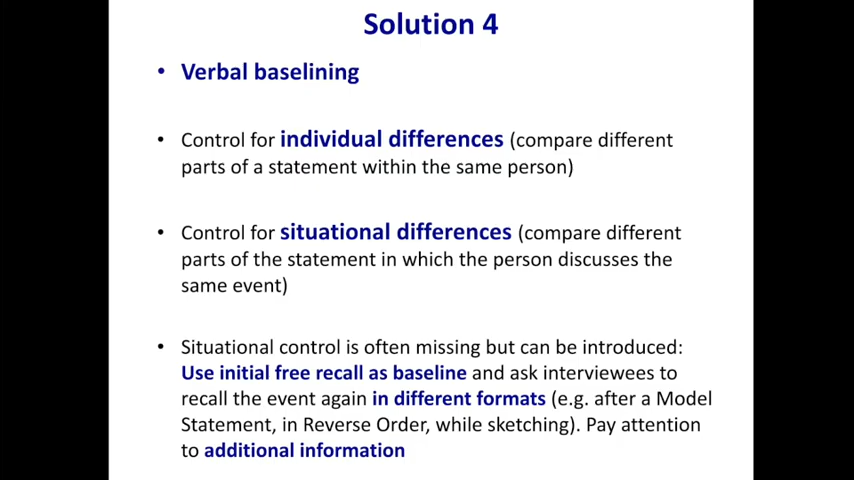 Solution 4
• Verbal baselining
• Control for individual differences (compare different
parts of a statement within the same person)
• Control for situational differences (compare different
parts of the statement in which the person discusses the
same event)
• Situational control is often missing but can be introduced:
Use initial free recall as baseline and ask interviewees to
recall the event again in different formats (e.g. after a Model
Statement, in Reverse Order, while sketching). Pay attention
to additional information